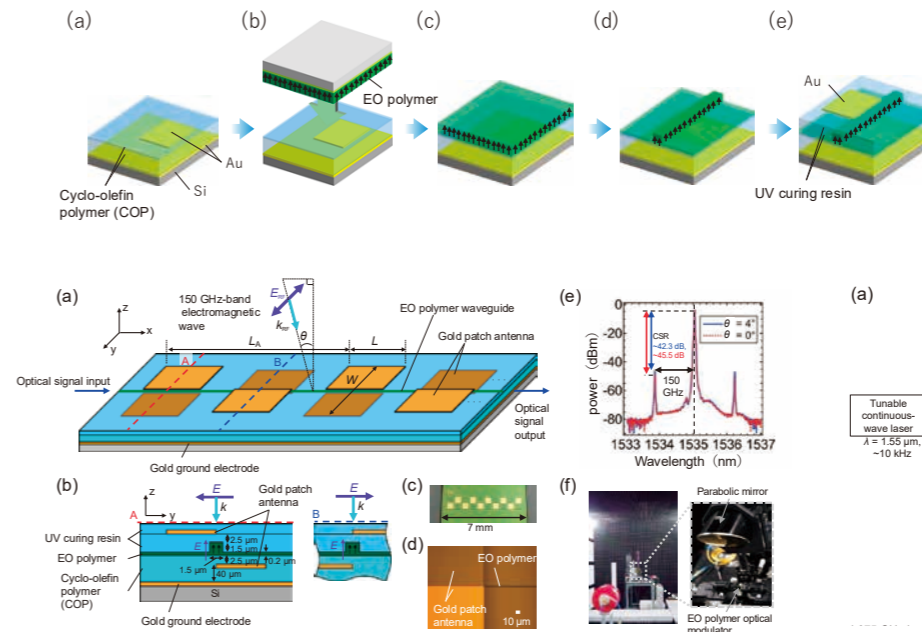 (a)
(b)
(c)
(d)
(e)
EO polymer
Au
Au
Cyclo-olefin
polymer (COP)
Si
UV curing resin
(a)
z
x
y
150 GHz-band
electromagnetic
wave
θ
L_A
L
EO polymer waveguide
Gold patch antenna
A
B
W
Optical signal input
Optical
signal
output
Gold ground electrode
(b)
z
y
A
E
k
Gold patch
antenna
UV curing resin
EO polymer
Cyclo-olefin
polymer
(COP)
E
2.5 µm
1.5 µm
2.5 µm
0.2 µm
1.5 µm
40 µm
Si
Gold ground electrode
B
E
k
E
(c)
7 mm
(d)
EO polymer
Gold patch
antenna
10 µm
(e)
power (dBm)
0
-20
-40
-60
-80
CSR
~42.3 dB,
~45.5 dB
150
GHz
θ = 4°
θ = 0°
1533 1534 1535 1536 1537
Wavelength (nm)
(f)
Parabolic mirror
EO polymer optical
modulator
(a)
Tunable
continuous-
wave laser
λ = 1.55 µm,
~10 kHz